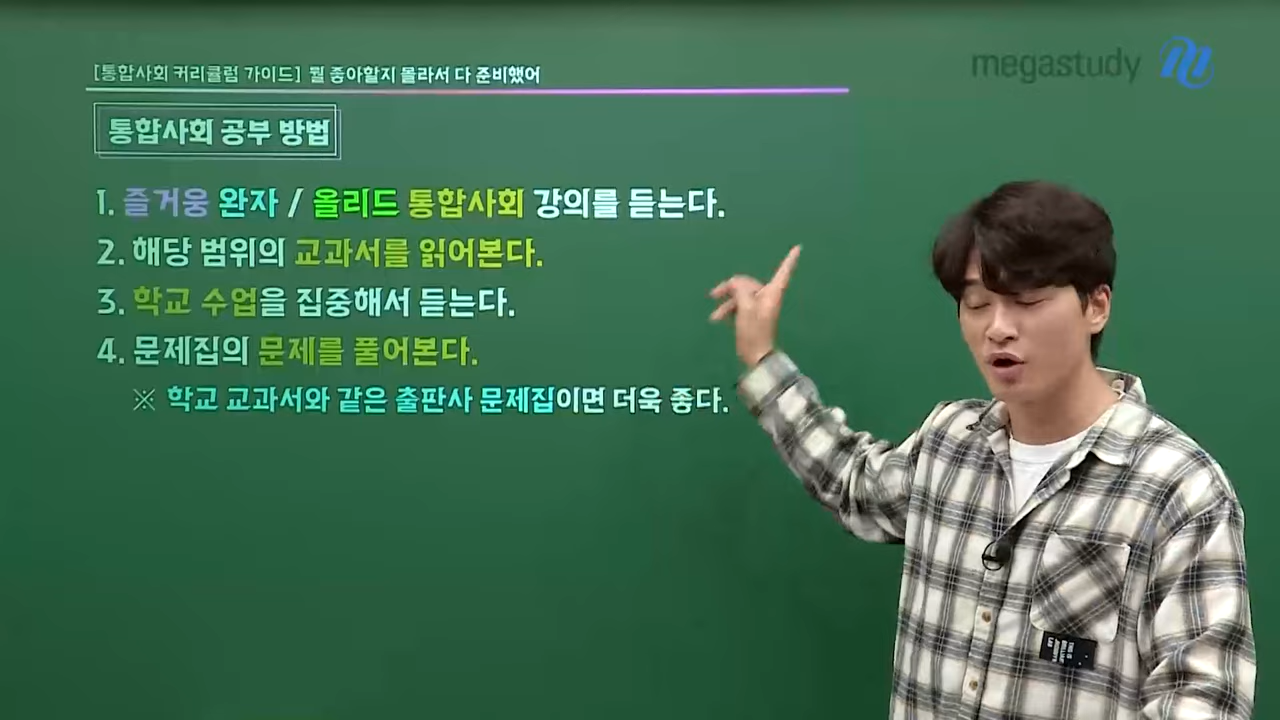 [통합사회 커리큘럼 가이드] 뭘 좋아할지 몰라서 다 준비했어
megastudy
통합사회 공부 방법
1. 즐거움 완자 / 올리드 통합사회 강의를 듣는다.
2. 해당 범위의 교과서를 읽어본다.
3. 학교 수업을 집중해서 듣는다.
4. 문제집의 문제를 풀어본다.
※ 학교 교과서와 같은 출판사 문제집이면 더욱 좋다.